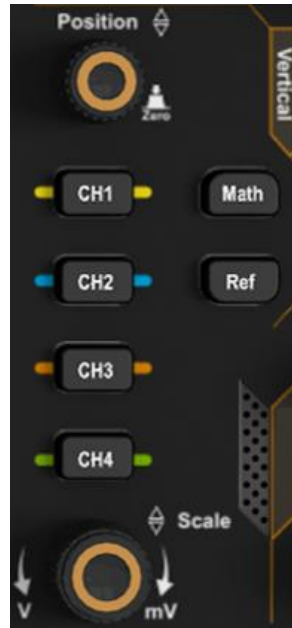 Position
Zero
Vertical
CH1
Math
CH2
Ref
CH3
CH4
Scale
V
mV